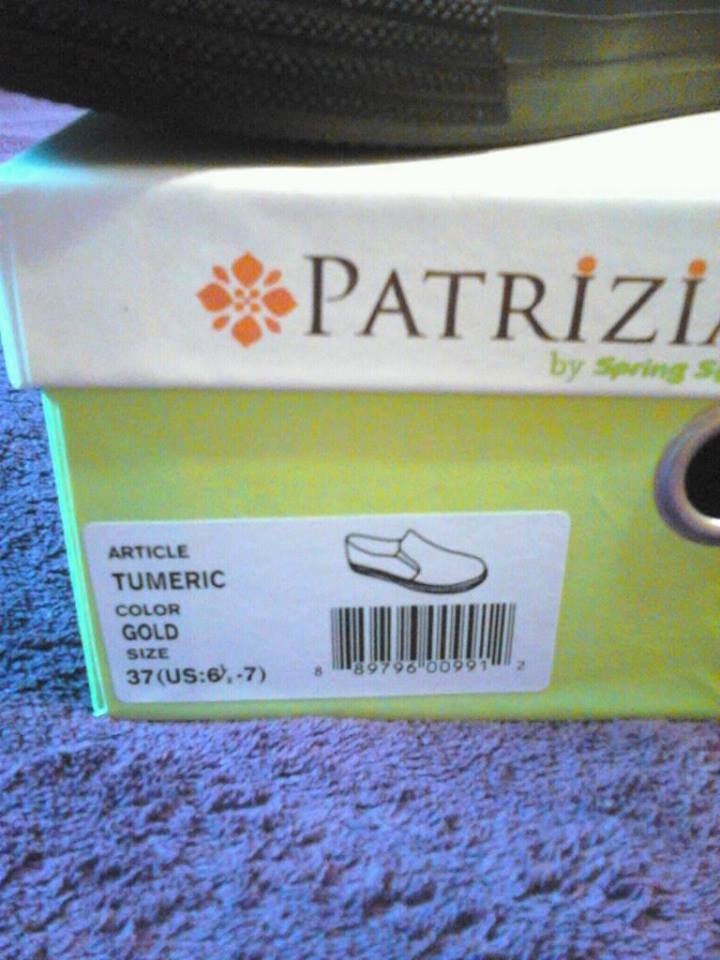 PATRIZI
by Spring
ARTICLE
TUMERIC
COLOR
GOLD
SIZE
37(US:6½-7)
8 89796 00991 2